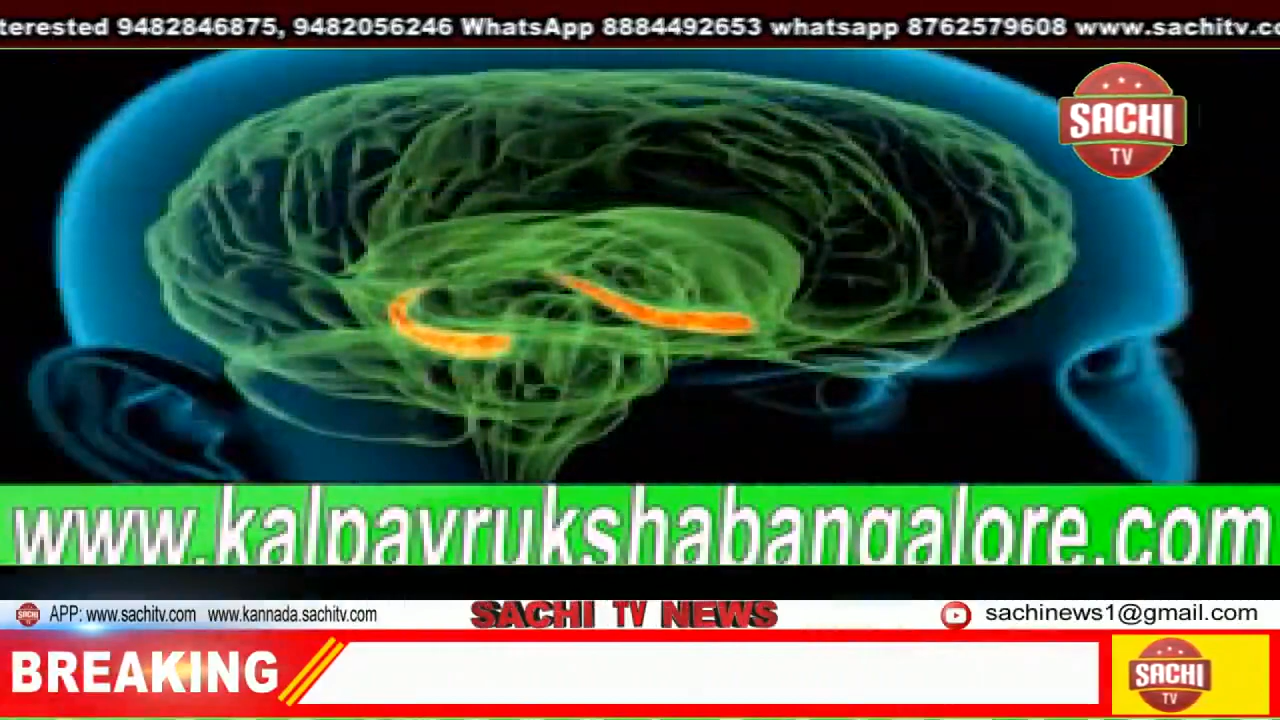 terested 9482846875, 9482056246 WhatsApp 8884492653 whatsapp 8762579608 www.sachitv.co
SACHI
TV
www.kalpavrukshabangalore.com
APP: www.sachitv.com www.kannada.sachitv.com
SACHI TV NEWS
sachinews1@gmail.com
BREAKING
SACHI
TV